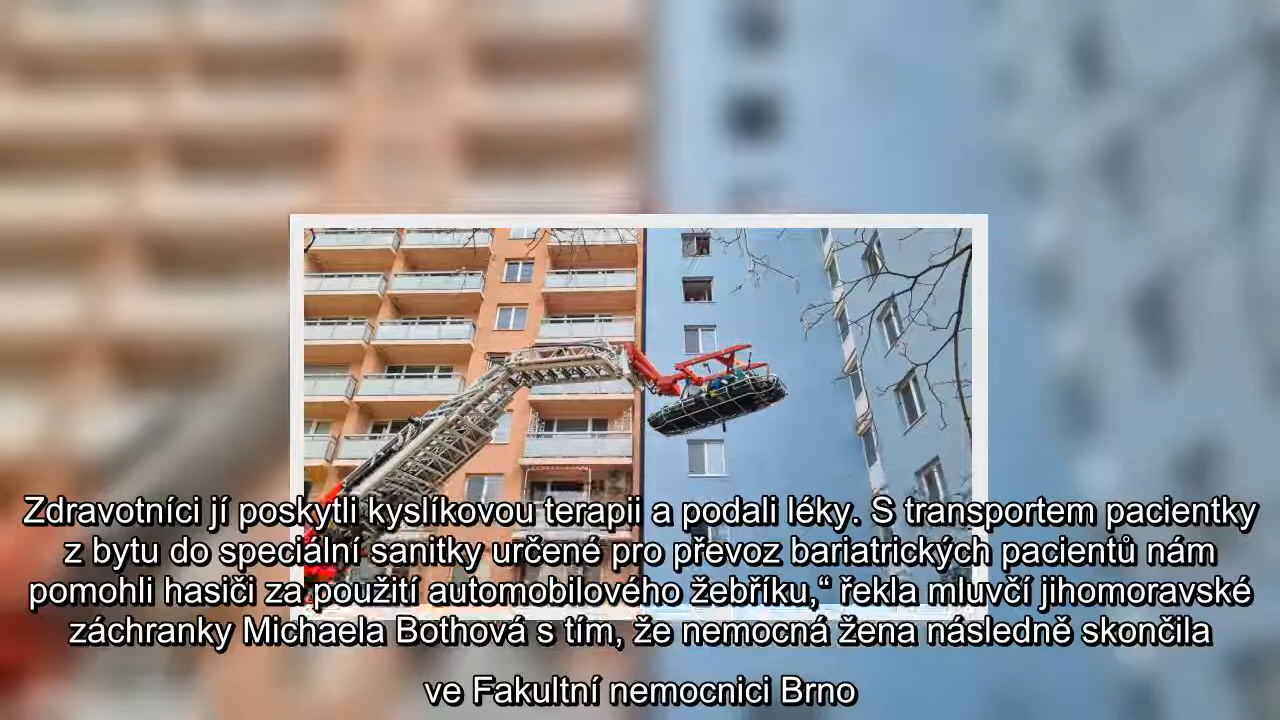 Zdravotníci jí poskytli kyslíkovou terapii a podali léky. S transportem pacientky
z bytu do speciální sanitky určené pro převoz bariatrických pacientů nám
pomohli hasiči za použití automobilového žebříku,“ řekla mluvčí jihomoravské
záchranky Michaela Bothová s tím, že nemocná žena následně skončila
ve Fakultní nemocnici Brno